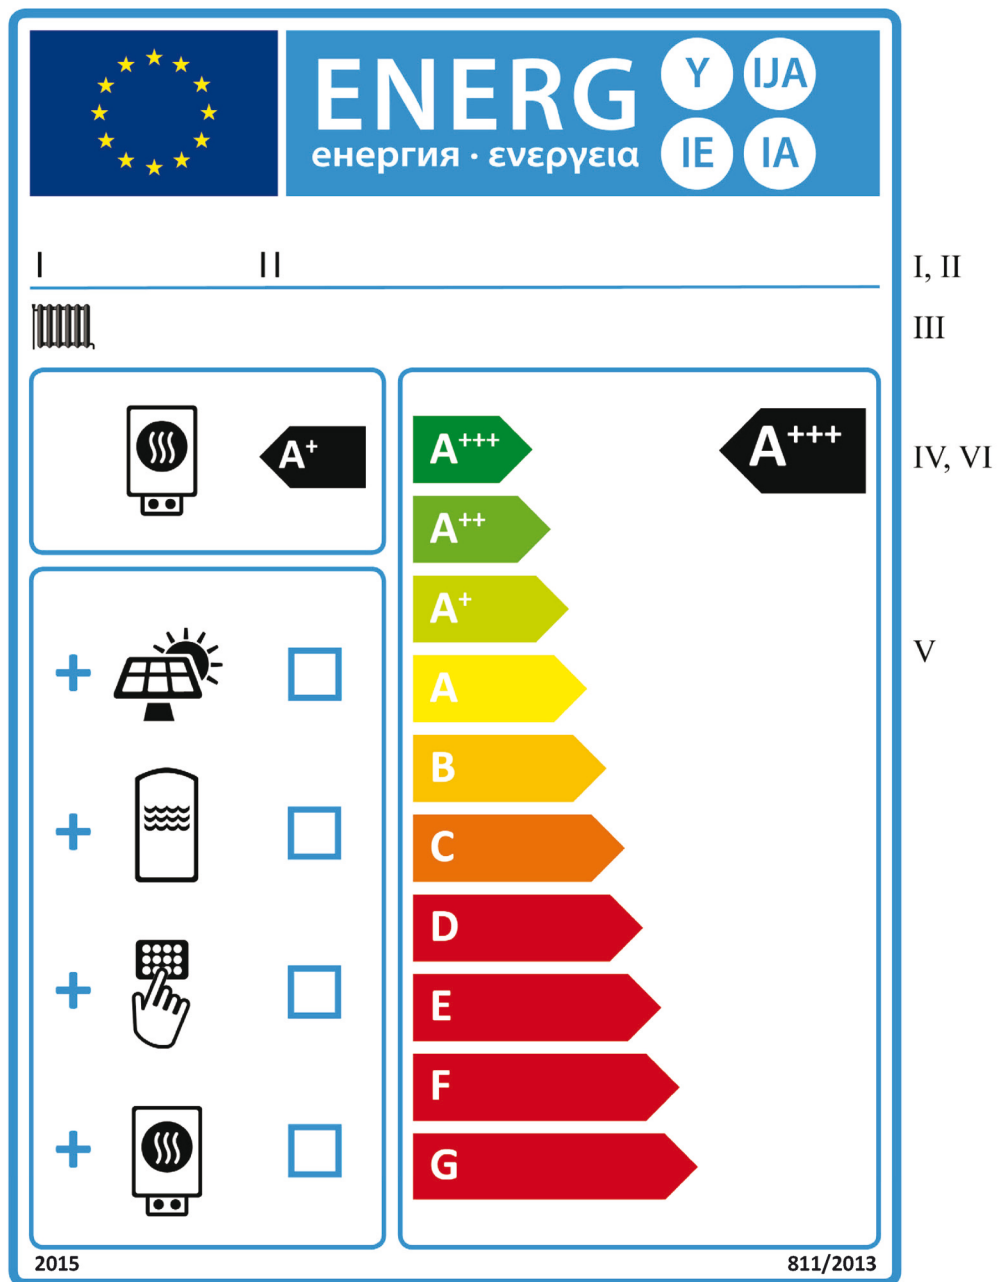 ENERG Y IJA
енергия · ενεργεια IE IA
I II I, II
III
A+ A+++ A+++ IV, VI
A++
A+
A V
B
C
D
E
F
G
2015 811/2013